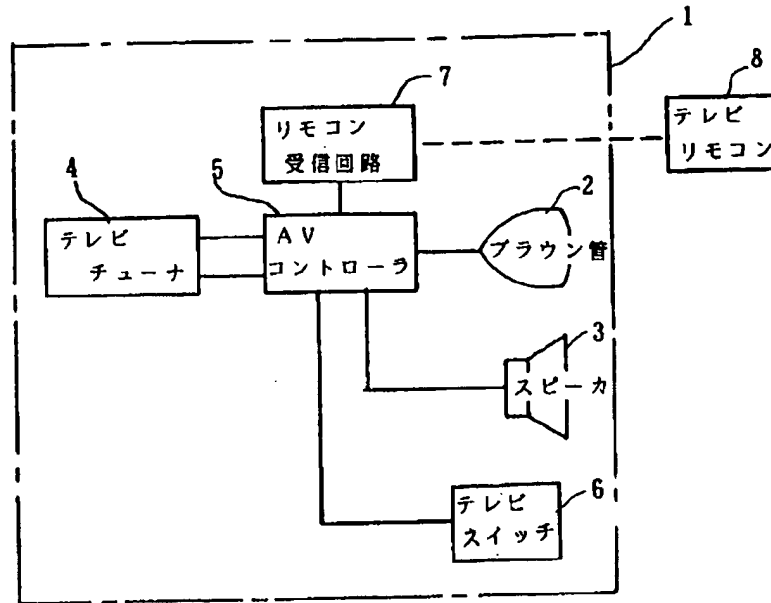 1
7
8
リモコン
受信回路
テレビ
リモコン
4
5
2
テレビ
チューナ
AV
コントローラ
ブラウン管
3
スピーカ
6
テレビ
スイッチ